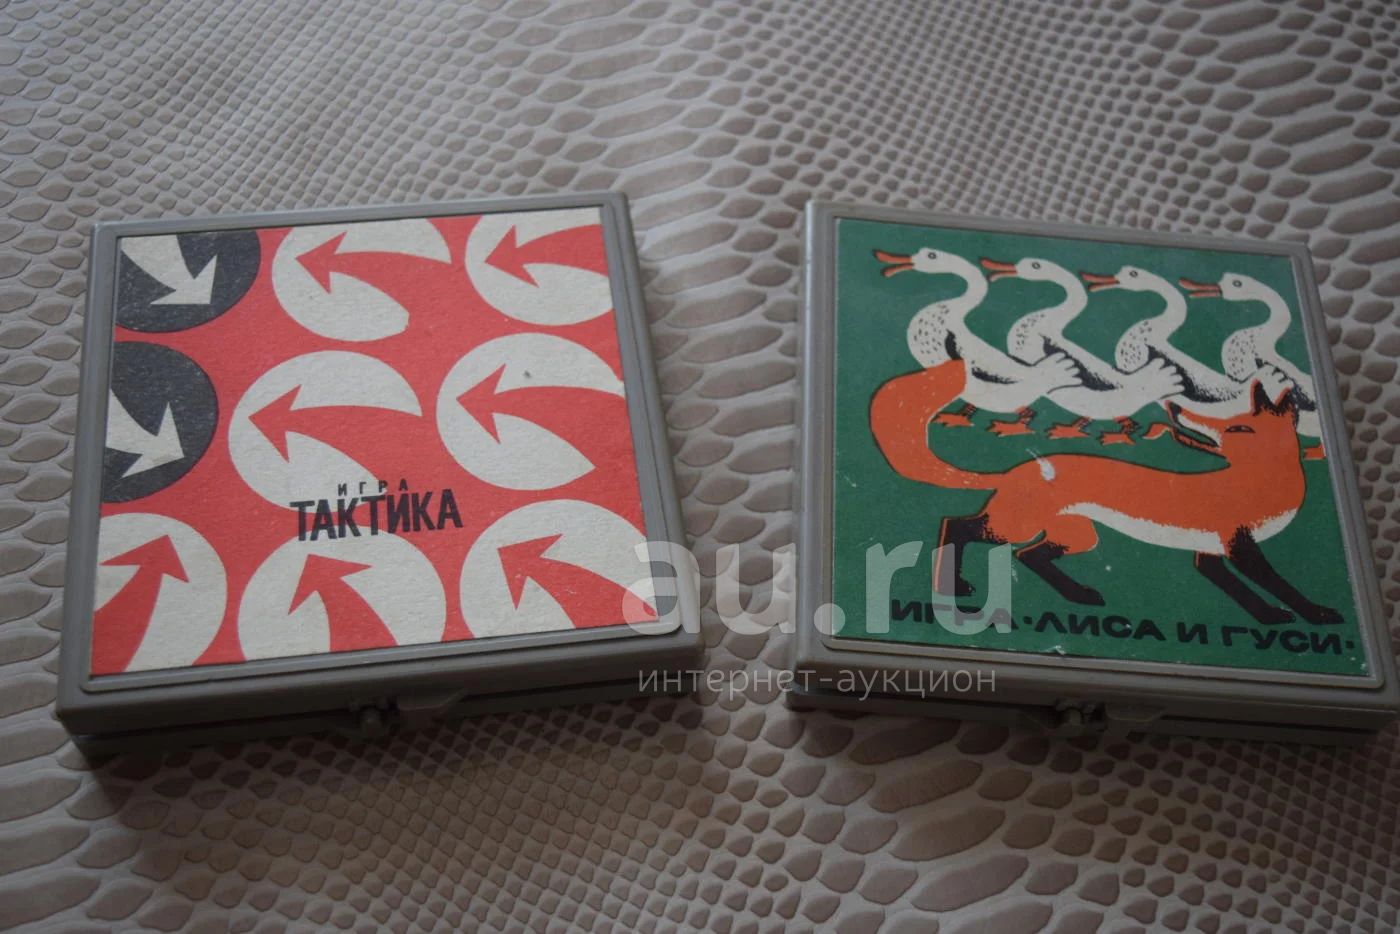 ИГРА
ТАКТИКА
ИГРА·ЛИСА И ГУСИ·
au.ru
интернет-аукцион